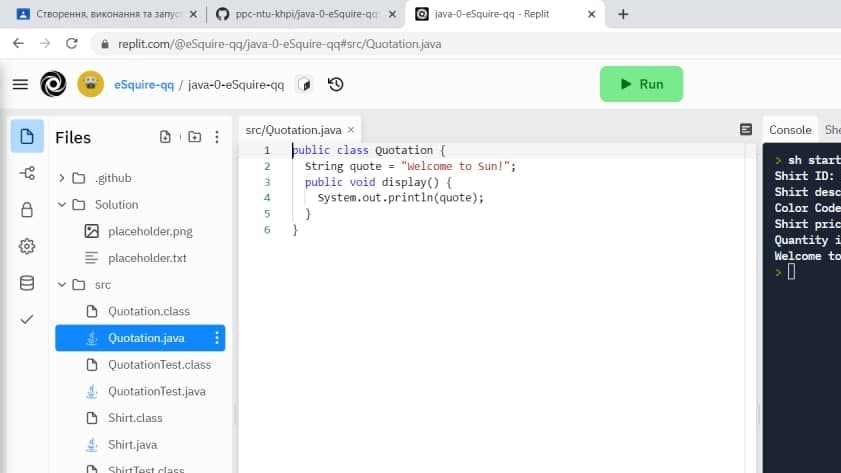 Створення, виконання та запус
ppc-ntu-khpi/java-0-eSquire-qq
java-0-eSquire-qq - Replit
replit.com/@eSquire-qq/java-0-eSquire-qq#src/Quotation.java
eSquire-qq / java-0-eSquire-qq
Run
Files
.github
Solution
placeholder.png
placeholder.txt
src
Quotation.class
Quotation.java
QuotationTest.class
QuotationTest.java
Shirt.class
Shirt.java
ShirtTest.class
src/Quotation.java
1 public class Quotation {
2 String quote = "Welcome to Sun!";
3 public void display() {
4 System.out.println(quote);
5 }
6 }
Console She
> sh start
Shirt ID:
Shirt desc
Color Code
Shirt pric
Quantity i
Welcome to
>